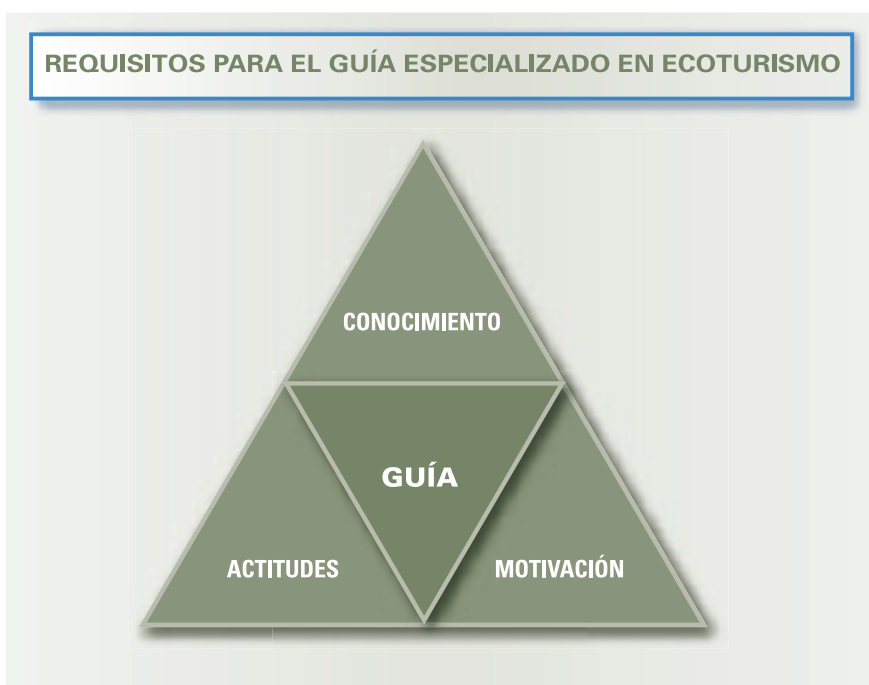 REQUISITOS PARA EL GUÍA ESPECIALIZADO EN ECOTURISMO
CONOCIMIENTO
GUÍA
ACTITUDES
MOTIVACIÓN